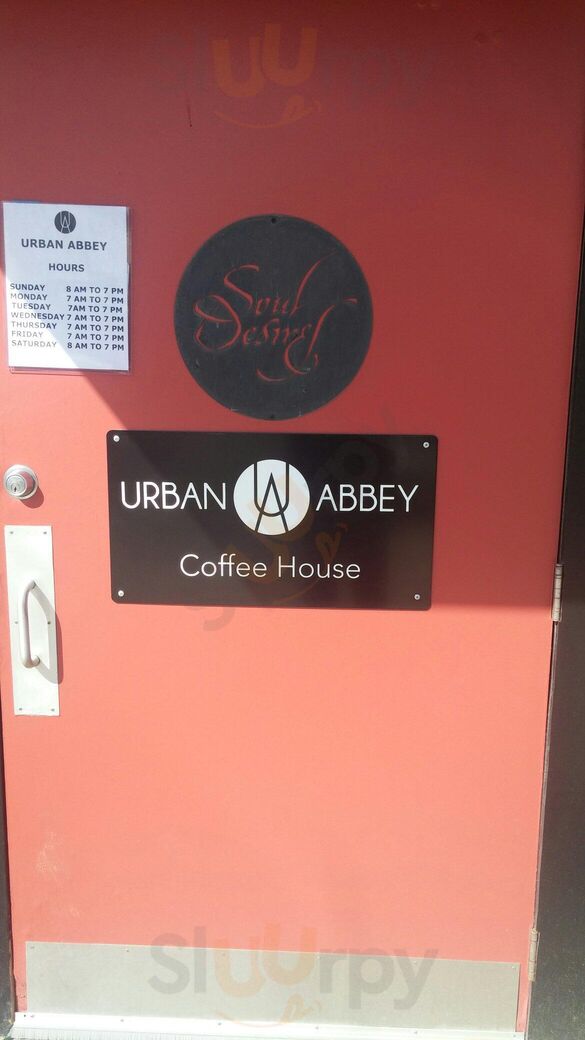 Sluurpy
URBAN ABBEY
HOURS
SUNDAY 8 AM TO 7 PM
MONDAY 7 AM TO 7 PM
TUESDAY 7AM TO 7 PM
WEDNESDAY 7 AM TO 7 PM
THURSDAY 7 AM TO 7 PM
FRIDAY 7 AM TO 7 PM
SATURDAY 8 AM TO 7 PM
Soul
Desires
URBAN UA ABBEY
Coffee House
Sluurpy